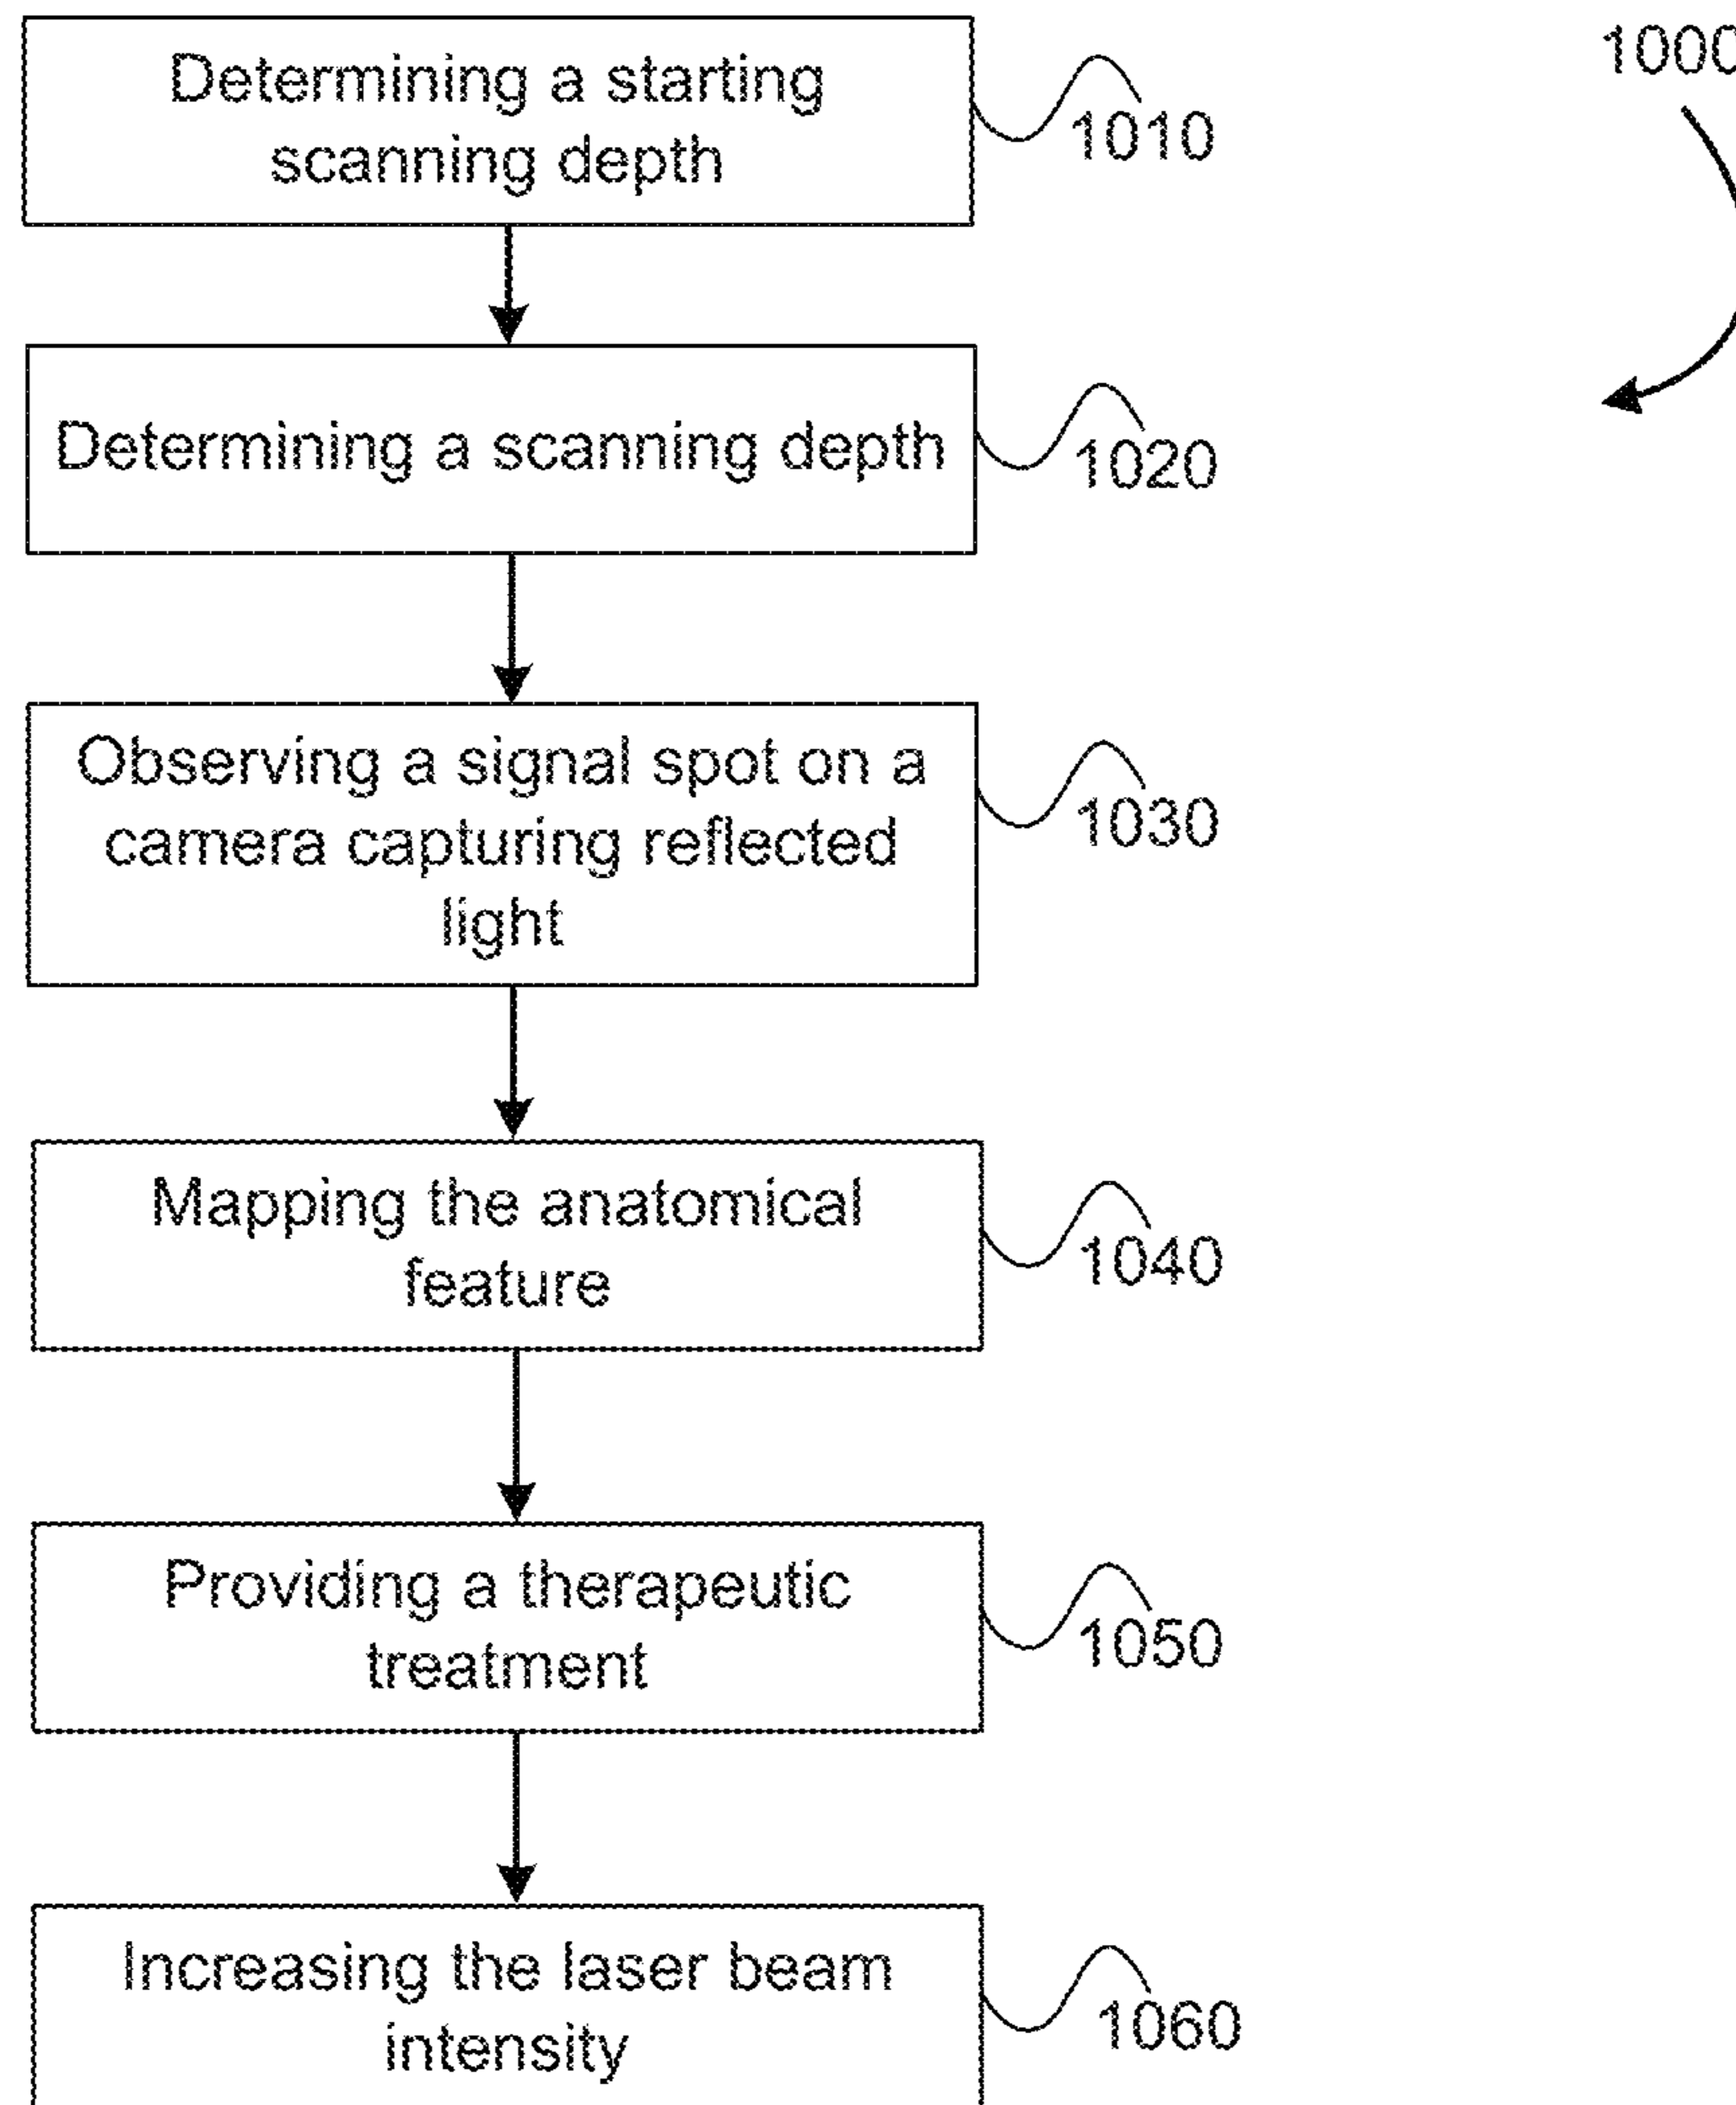 1000
Determining a starting
scanning depth
1010
Determining a scanning depth
1020
Observing a signal spot on a
camera capturing reflected
light
1030
Mapping the anatomical
feature
1040
Providing a therapeutic
treatment
1050
Increasing the laser beam
intensity
1060